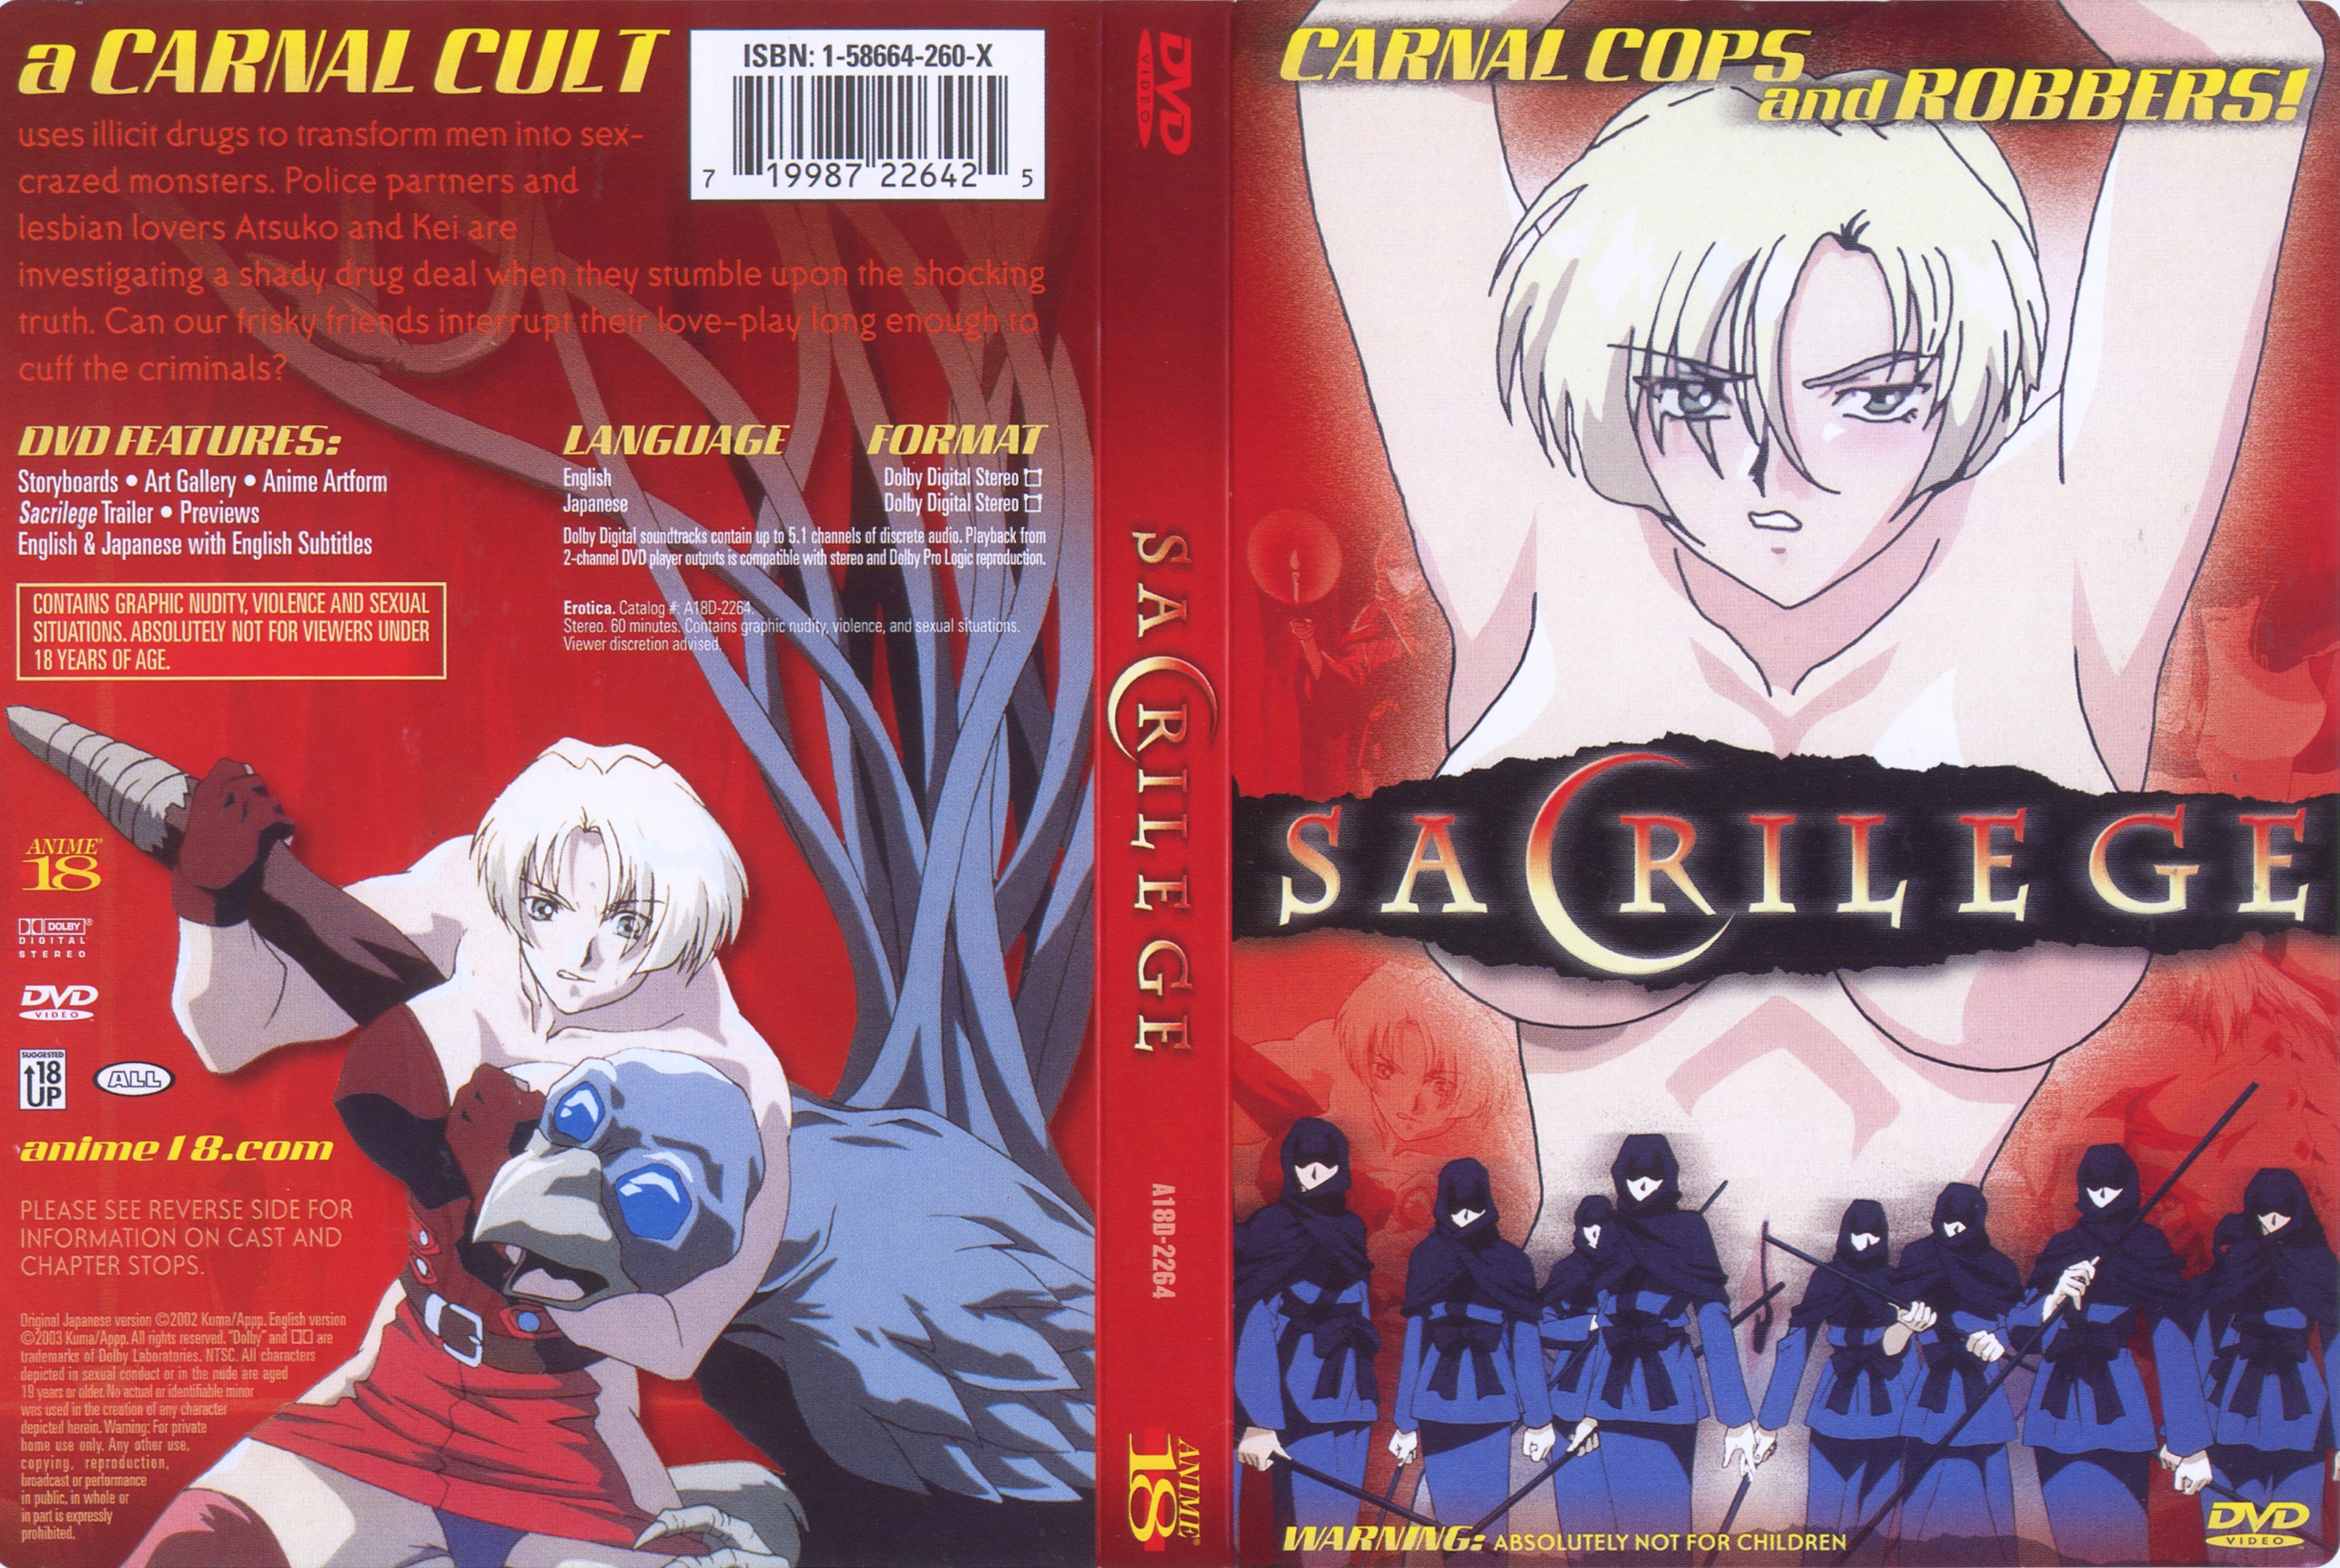 a CARNAL CULT
uses illicit drugs to transform men into sex-
crazed monsters. Police partners and
lesbian lovers Atsuko and Kei are
investigating a shady drug deal when they stumble upon the shocking
truth. Can our frisky friends interrupt their love-play long enough to
cuff the criminals?
ISBN: 1-58664-260-X
7 19987 22642 5
DVD FEATURES:
Storyboards • Art Gallery • Anime Artform
Sacrilege Trailer • Previews
English & Japanese with English Subtitles
LANGUAGE FORMAT
English Dolby Digital Stereo
Japanese Dolby Digital Stereo
Dolby Digital soundtracks contain up to 5.1 channels of discrete audio. Playback from
2-channel DVD player outputs is compatible with stereo and Dolby Pro Logic reproduction.
CONTAINS GRAPHIC NUDITY, VIOLENCE AND SEXUAL
SITUATIONS. ABSOLUTELY NOT FOR VIEWERS UNDER
18 YEARS OF AGE.
Erotica. Catalog #: A18D-2264.
Stereo. 60 minutes. Contains graphic nudity, violence, and sexual situations.
Viewer discretion advised.
ANIME®
18
DOLBY®
DIGITAL
STEREO
DVD
VIDEO
SUGGESTED
18
UP
ALL
anime18.com
PLEASE SEE REVERSE SIDE FOR
INFORMATION ON CAST AND
CHAPTER STOPS.
Original Japanese version ©2002 Kuma/Appp. English version
©2003 Kuma/Appp. All rights reserved. "Dolby" and are
trademarks of Dolby Laboratories. NTSC. All characters
depicted in sexual conduct or in the nude are aged
19 years or older. No actual or identifiable minor
was used in the creation of any character
depicted herein. Warning: For private
home use only. Any other use,
copying, reproduction,
broadcast or performance
in public, in whole or
in part is expressly
prohibited.
DVD
VIDEO
SACRILEGE
A18D-2264
ANIME®
18
CARNAL COPS
and ROBBERS!
SACRILEGE
WARNING: ABSOLUTELY NOT FOR CHILDREN
DVD
VIDEO